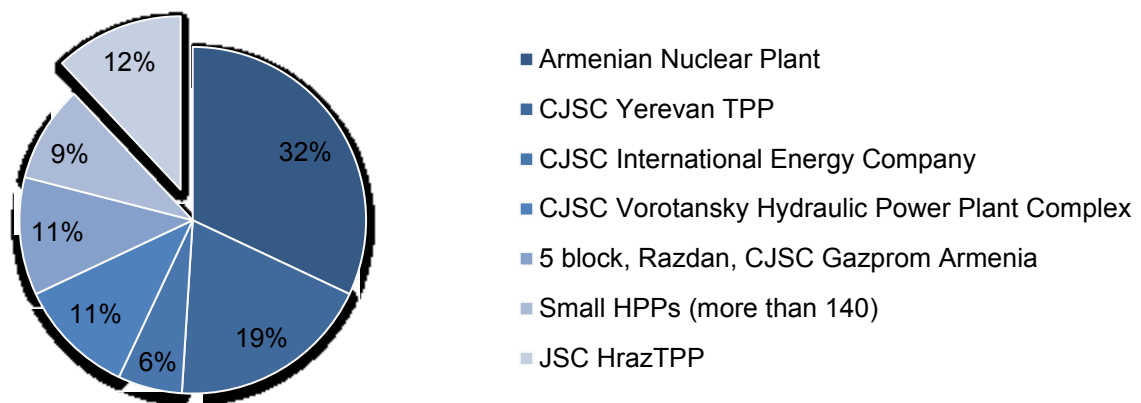 12%
32%
9%
11%
11%
6%
19%
Armenian Nuclear Plant
CJSC Yerevan TPP
CJSC International Energy Company
CJSC Vorotansky Hydraulic Power Plant Complex
5 block, Razdan, CJSC Gazprom Armenia
Small HPPs (more than 140)
JSC HrazTPP